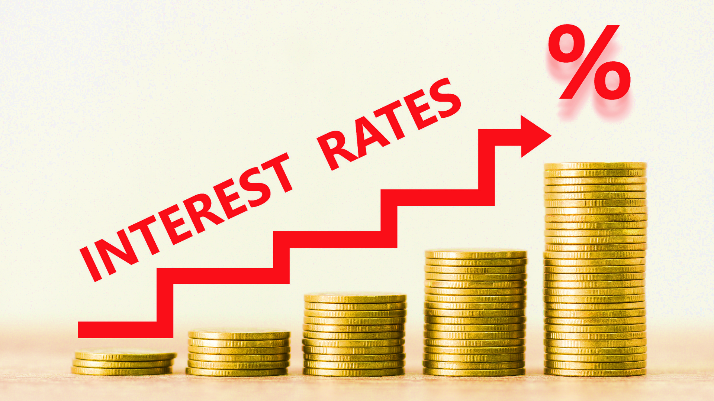 %
INTEREST RATES